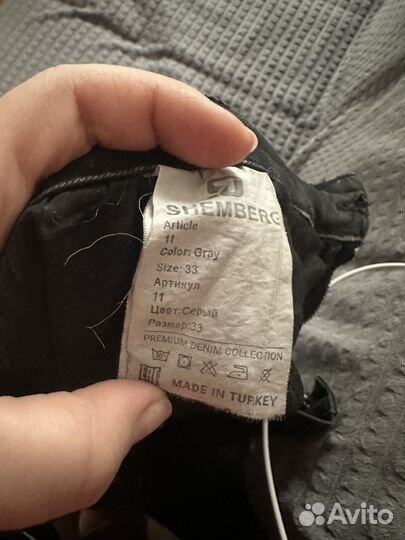 SHEMBERG
Article
11
Color: Gray
Size: 33
Артикул
11
Цвет:Серый
Размер:33
PREMIUM DENIM COLLECTION
EAC MADE IN TURKEY
Avito